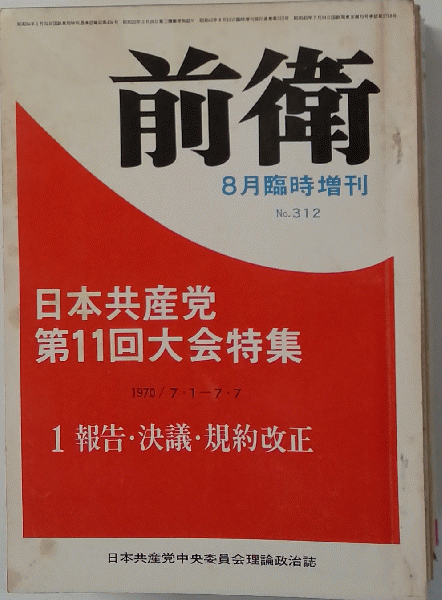 前衛
8月臨時増刊
No.312
日本共産党
第11回大会特集
1970/7・1—7・7
1 報告・決議・規約改正
日本共産党中央委員会理論政治誌